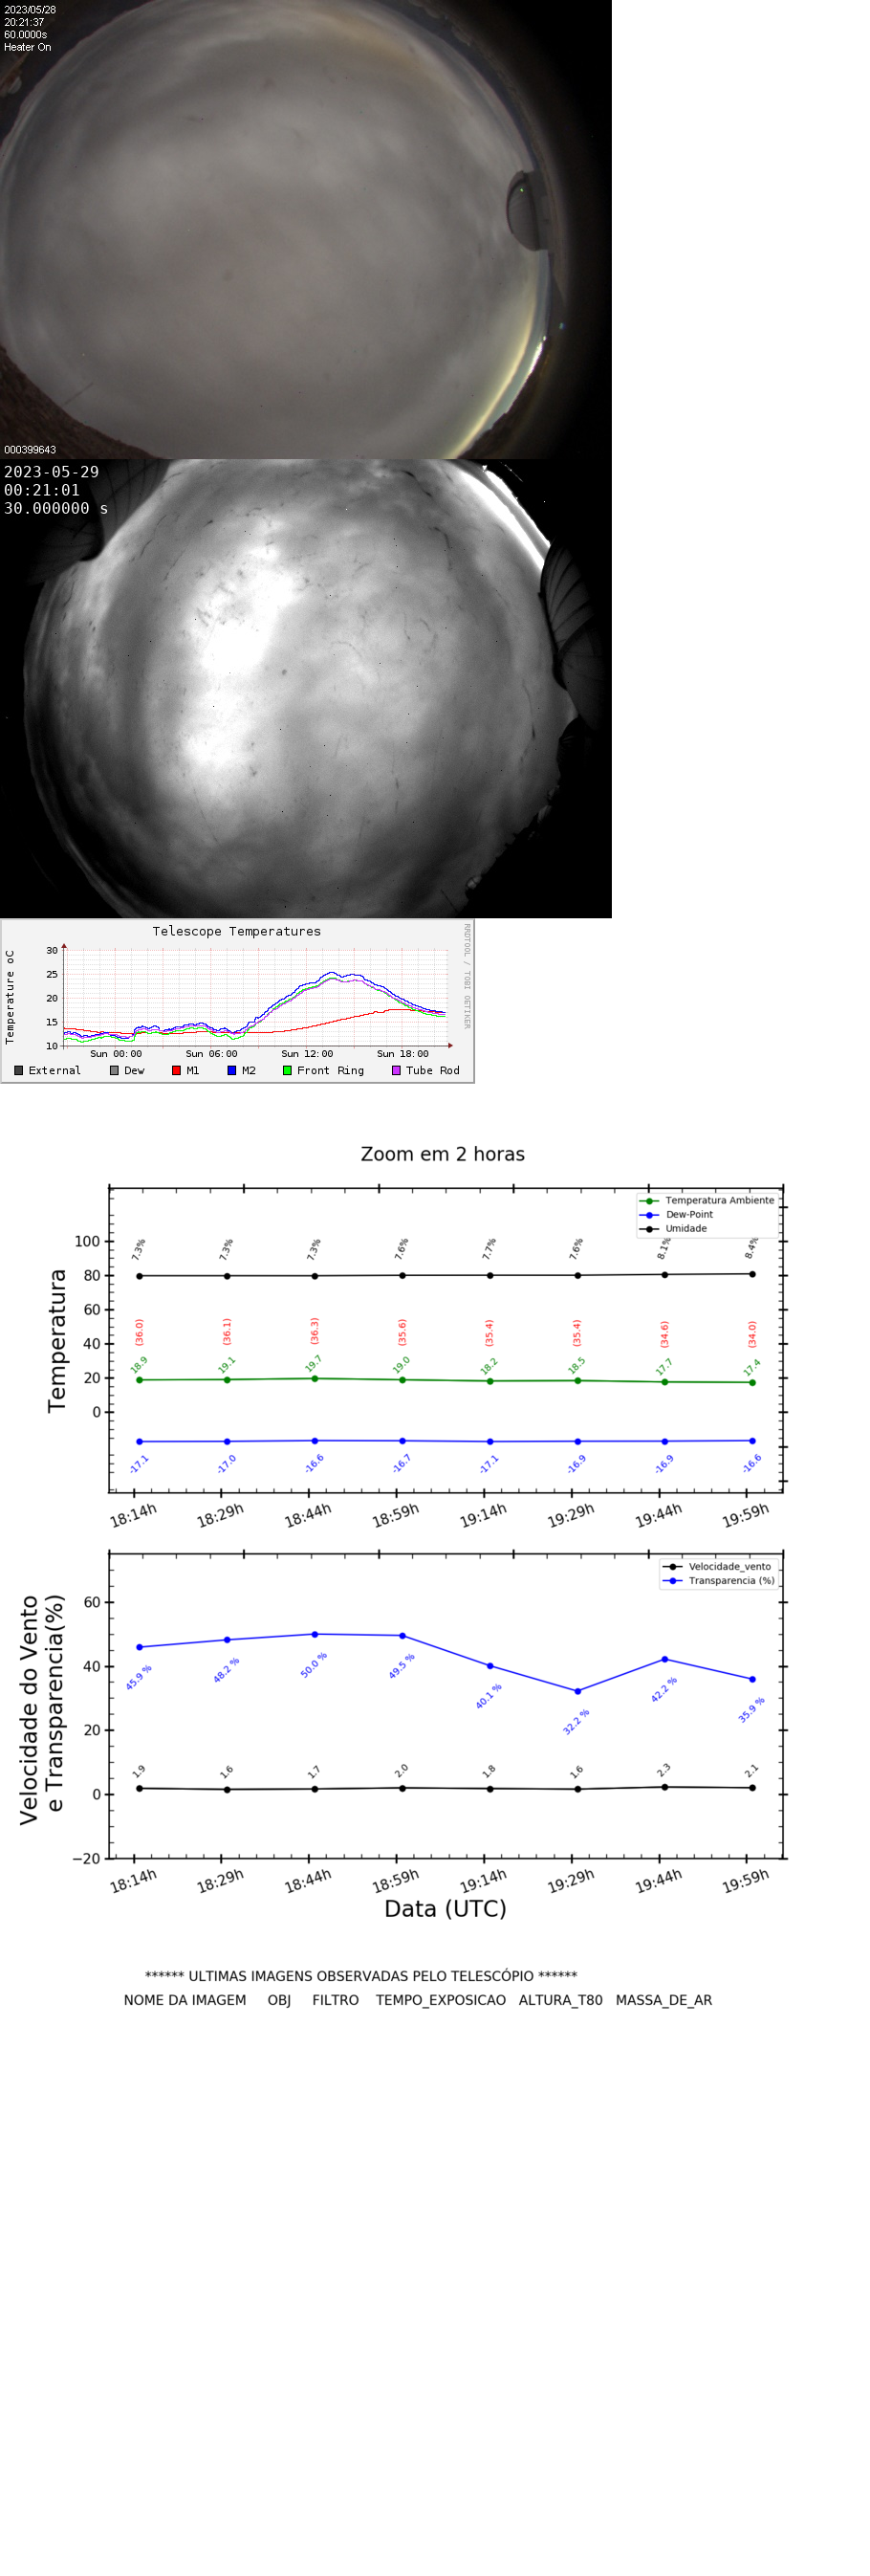 2023/05/28
20:21:37
60.0000s
Heater On
000399643
2023-05-29
00:21:01
30.000000 s
Telescope Temperatures
RRDTOOL / TOBI OETIKER
Temperature oC
30
25
20
15
10
Sun 00:00 Sun 06:00 Sun 12:00 Sun 18:00
External Dew M1 M2 Front Ring Tube Rod
Zoom em 2 horas
Temperatura Ambiente
Dew-Point
Umidade
Temperatura
100
80
60
40
20
0
7.3% 7.3% 7.3% 7.6% 7.7% 7.6% 8.1% 8.4%
(36.0) (36.1) (36.3) (35.6) (35.4) (35.4) (34.6) (34.0)
18.9 19.1 19.7 19.0 18.2 18.5 17.7 17.4
-17.1 -17.0 -16.6 -16.7 -17.1 -16.9 -16.9 -16.6
18:14h 18:29h 18:44h 18:59h 19:14h 19:29h 19:44h 19:59h
Velocidade_vento
Transparencia (%)
Velocidade do Vento
e Transparencia(%)
60
40
20
0
−20
45.9 % 48.2 % 50.0 % 49.5 % 40.1 % 32.2 % 42.2 % 35.9 %
1.9 1.6 1.7 2.0 1.8 1.6 2.3 2.1
18:14h 18:29h 18:44h 18:59h 19:14h 19:29h 19:44h 19:59h
Data (UTC)
****** ULTIMAS IMAGENS OBSERVADAS PELO TELESCÓPIO ******
NOME DA IMAGEM OBJ FILTRO TEMPO_EXPOSICAO ALTURA_T80 MASSA_DE_AR